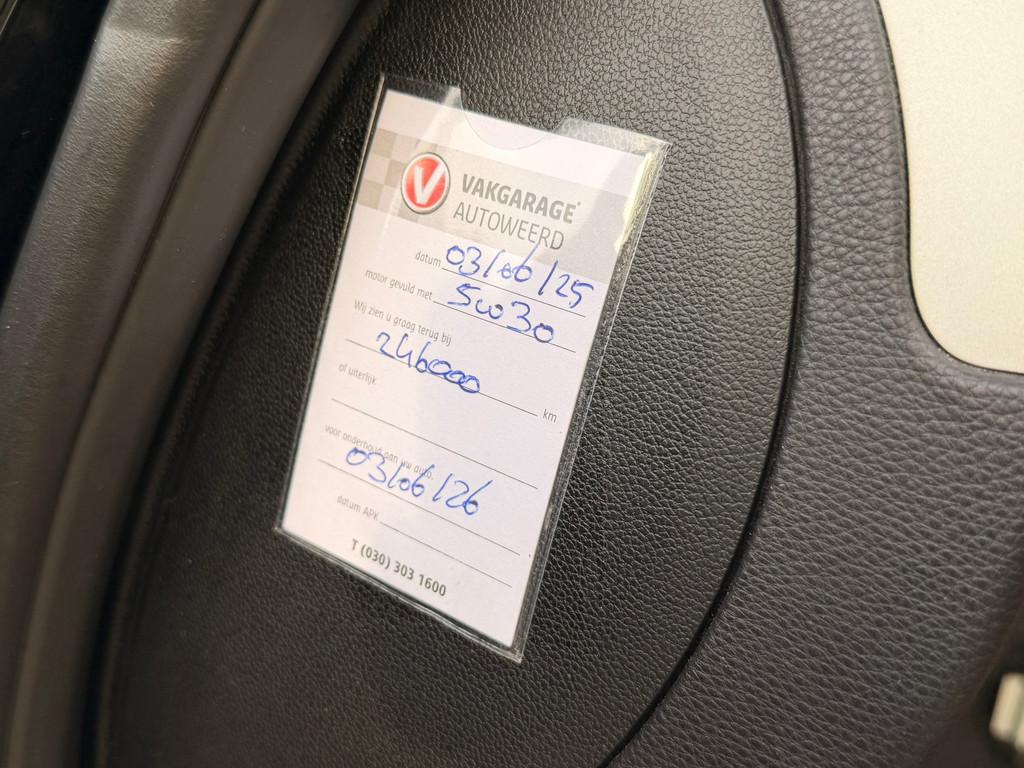 V VAKGARAGE
AUTOWEERD
datum 03/06/25
motor gevuld met 5w30
Wij zien u graag terug bij
246000 km
of uiterlijk
voor onderhoud aan uw auto.
03/06/26
datum APK
T (030) 303 1600